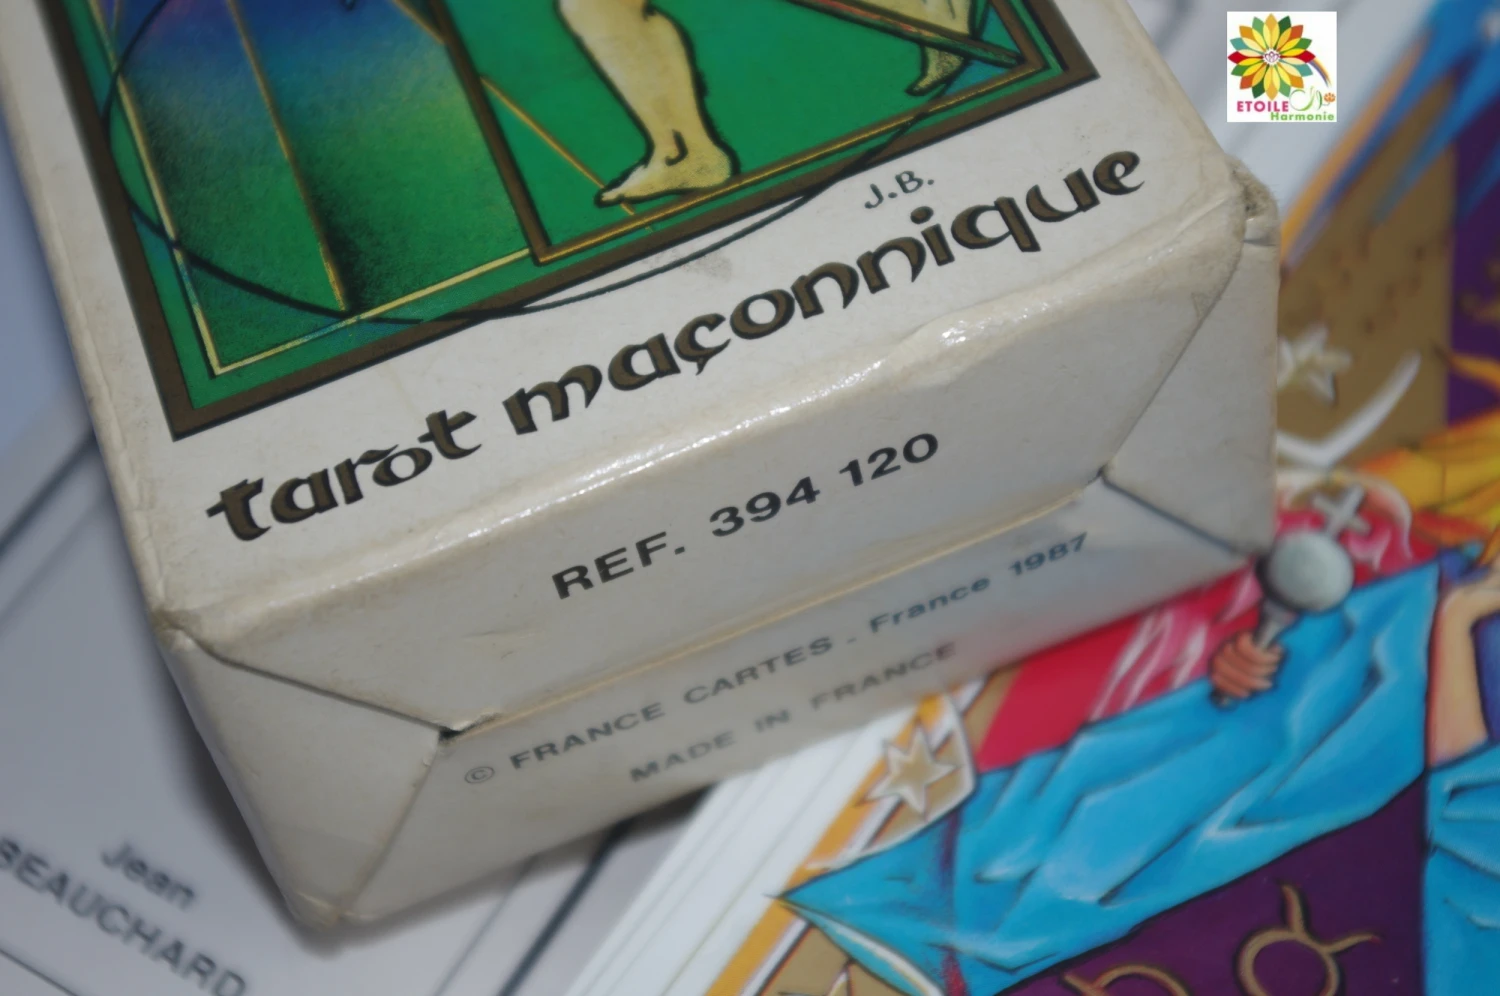 ETOILE
Harmonie
J.B.
tarot maçonnique
REF. 394 120
© FRANCE CARTES - France 1987
MADE IN FRANCE
Jean
BEAUCHARD